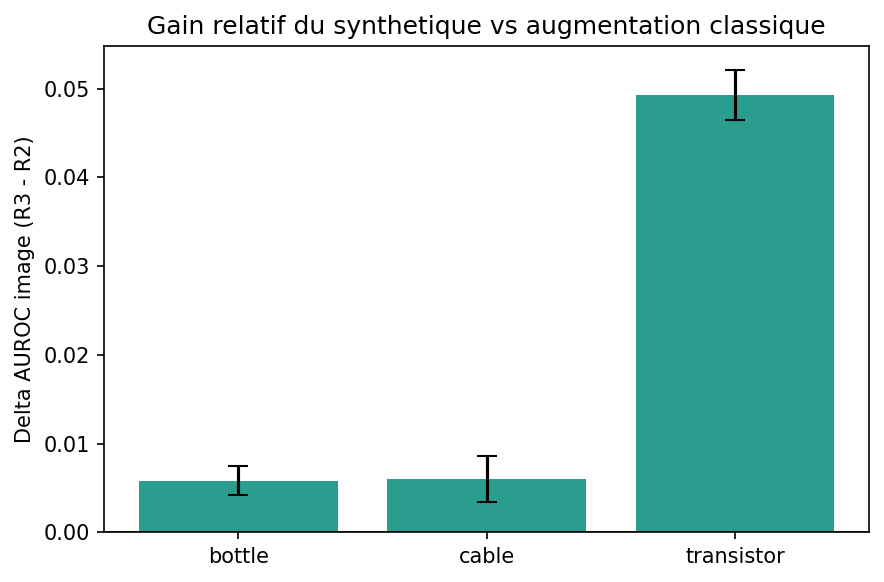 Gain relatif du synthetique vs augmentation classique
Delta AUROC image (R3 - R2)
0.05
0.04
0.03
0.02
0.01
0.00
bottle
cable
transistor